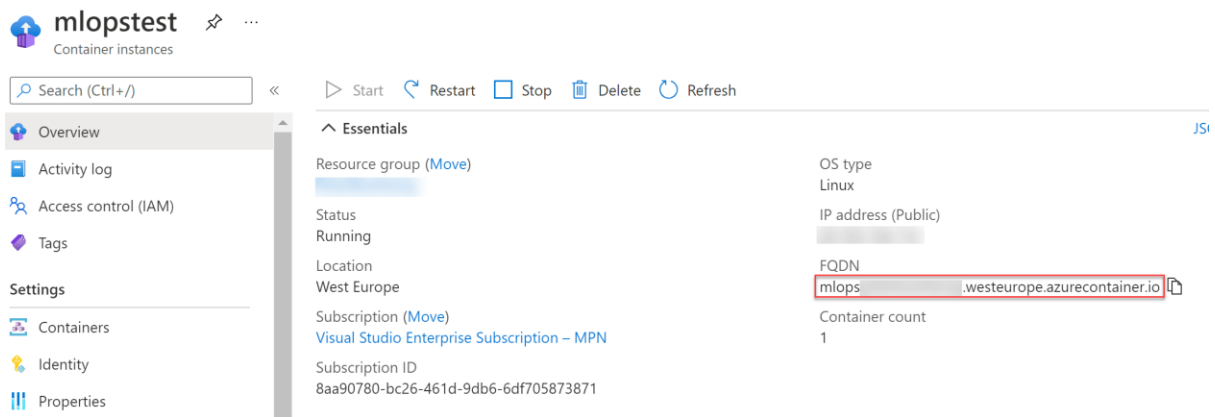 mlopstest
Container instances
Search (Ctrl+/)
Overview
Activity log
Access control (IAM)
Tags
Settings
Containers
Identity
Properties
Start Restart Stop Delete Refresh
Essentials
Resource group (Move)
Status
Running
Location
West Europe
Subscription (Move)
Visual Studio Enterprise Subscription – MPN
Subscription ID
8aa90780-bc26-461d-9db6-6df705873871
OS type
Linux
IP address (Public)
FQDN
mlops .westeurope.azurecontainer.io
Container count
1